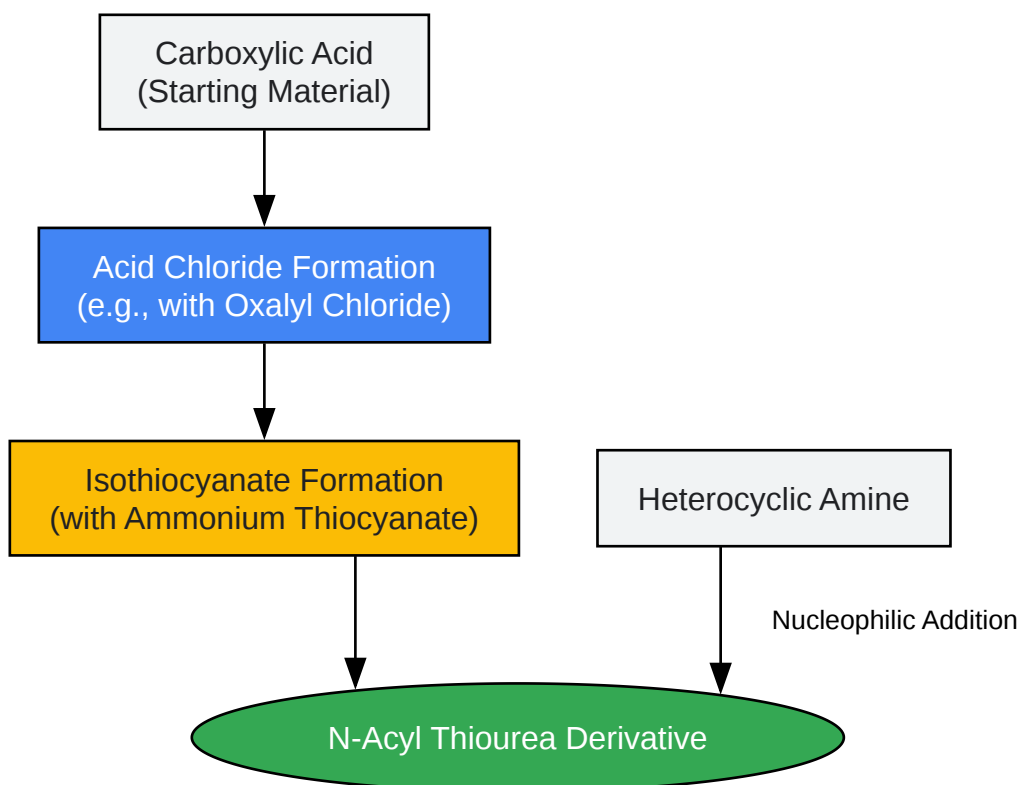 Carboxylic Acid
(Starting Material)
Acid Chloride Formation
(e.g., with Oxalyl Chloride)
Isothiocyanate Formation
(with Ammonium Thiocyanate)
Heterocyclic Amine
Nucleophilic Addition
N-Acyl Thiourea Derivative